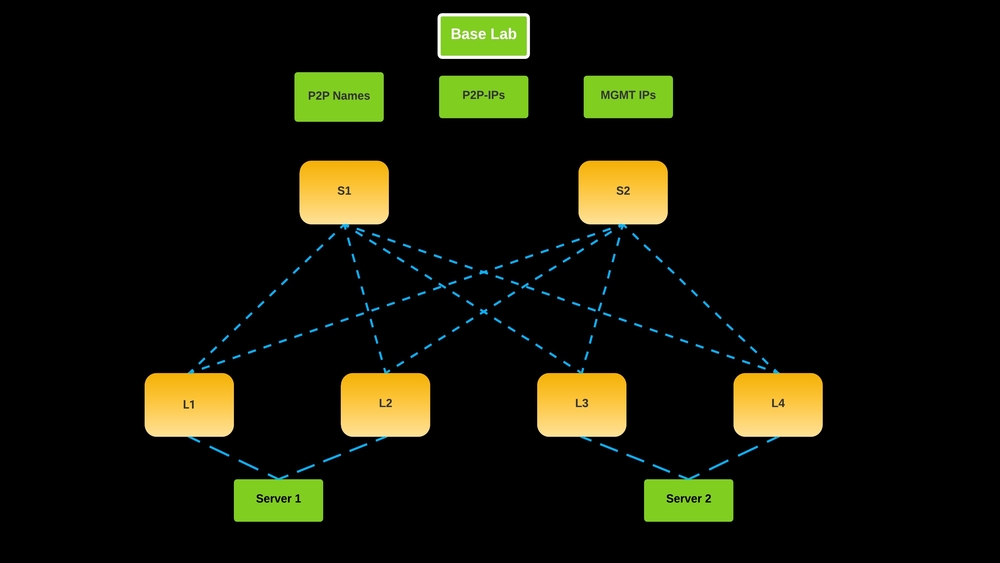 Base Lab
P2P Names
P2P-IPs
MGMT IPs
S1
S2
L1
L2
L3
L4
Server 1
Server 2